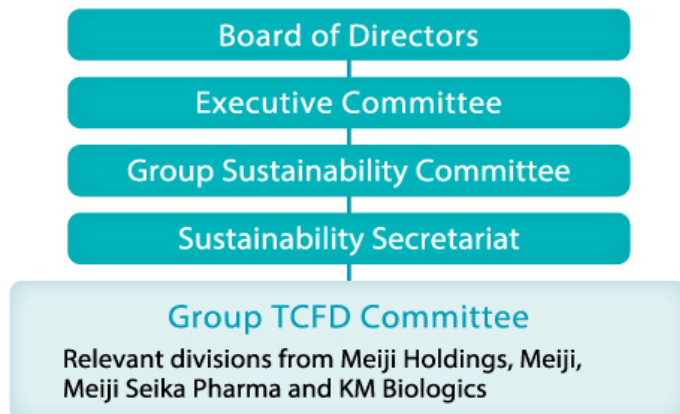 Board of Directors
Executive Committee
Group Sustainability Committee
Sustainability Secretariat
Group TCFD Committee
Relevant divisions from Meiji Holdings, Meiji,
Meiji Seika Pharma and KM Biologics